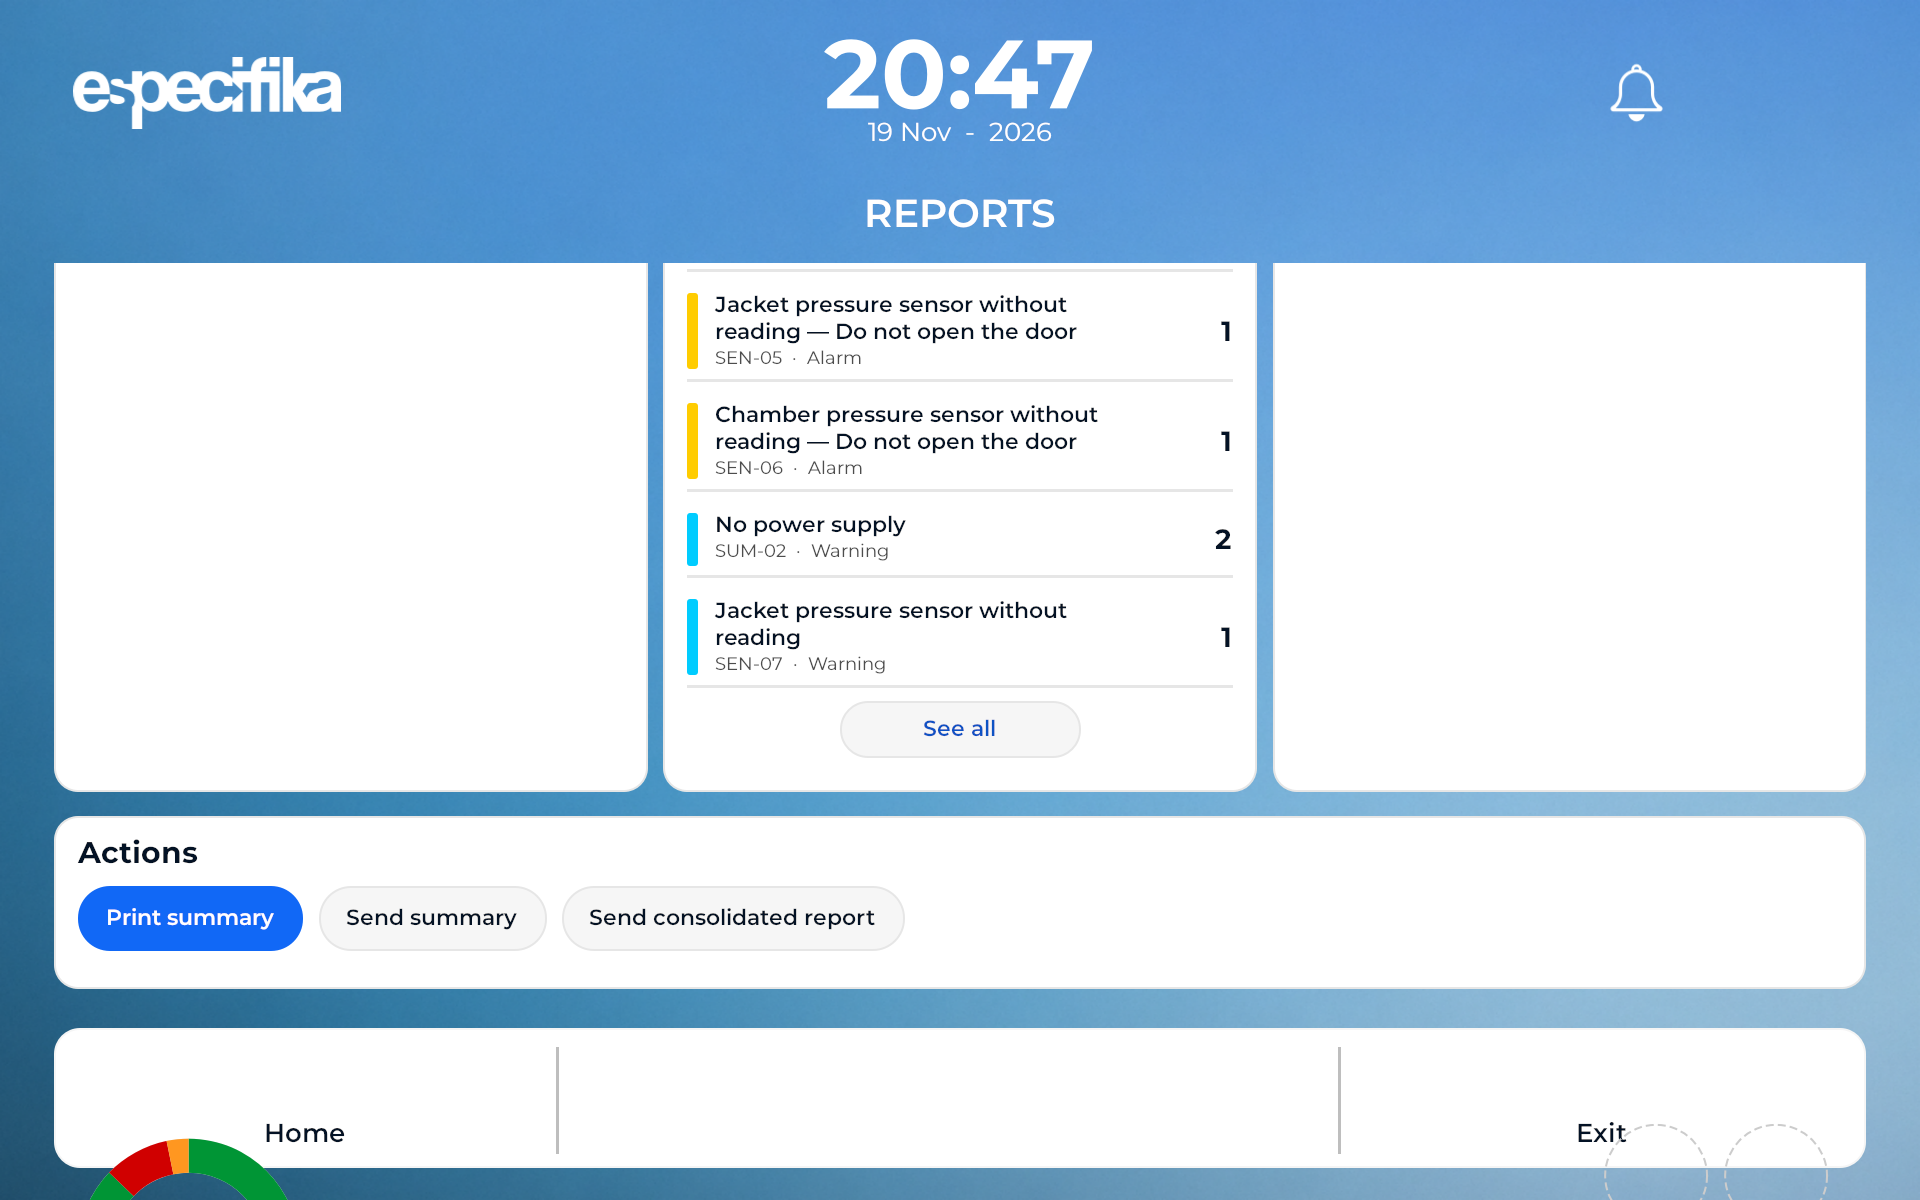 especifika
20:47
19 Nov - 2026
REPORTS
Jacket pressure sensor without
reading — Do not open the door
SEN-05 · Alarm
1
Chamber pressure sensor without
reading — Do not open the door
SEN-06 · Alarm
1
No power supply
SUM-02 · Warning
2
Jacket pressure sensor without
reading
SEN-07 · Warning
1
See all
Actions
Print summary
Send summary
Send consolidated report
Home
Exit